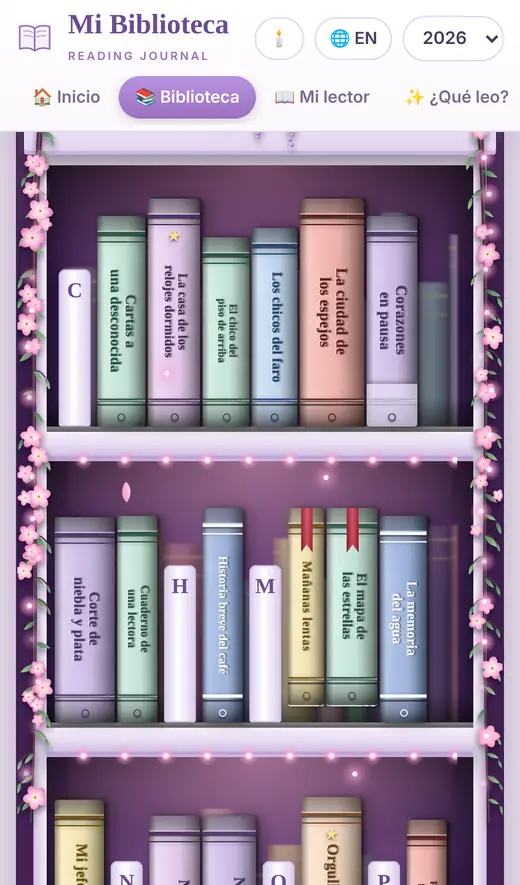 Mi Biblioteca
READING JOURNAL
🌐 EN
2026
🏠 Inicio
📚 Biblioteca
📖 Mi lector
✨ ¿Qué leo?
C
Cartas a
una desconocida
La casa de los
relojes dormidos
El chico del
piso de arriba
Los chicos del faro
La ciudad de
los espejos
Corazones
en pausa
Corte de
niebla y plata
Cuaderno de
una lectora
H
Historia breve del café
M
Mañanas lentas
El mapa de
las estrellas
La memoria
del agua
Mi
N
O
P